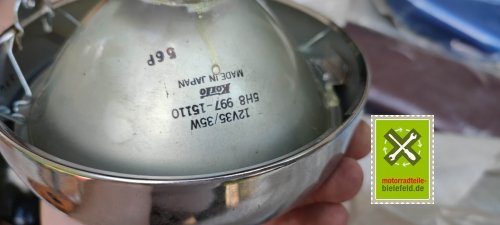 12V35/35W
5H8 997-15110
Koito
MADE IN JAPAN
56P
motorradteile-
bielefeld.de